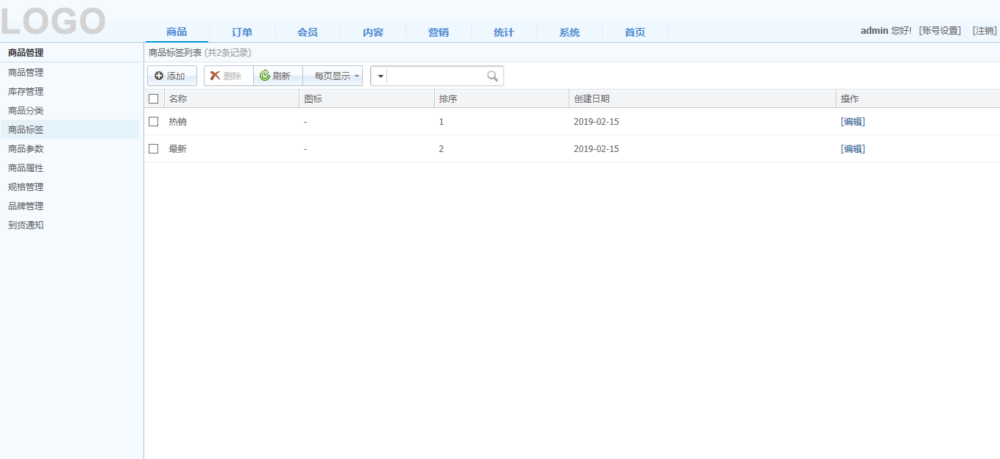 LOGO
商品 订单 会员 内容 营销 统计 系统 首页 admin 您好! [账号设置] [注销]
商品管理
商品管理
库存管理
商品分类
商品标签
商品参数
商品属性
规格管理
品牌管理
到货通知
商品标签列表 (共2条记录)
添加 删除 刷新 每页显示
名称 图标 排序 创建日期 操作
热销 - 1 2019-02-15 [编辑]
最新 - 2 2019-02-15 [编辑]